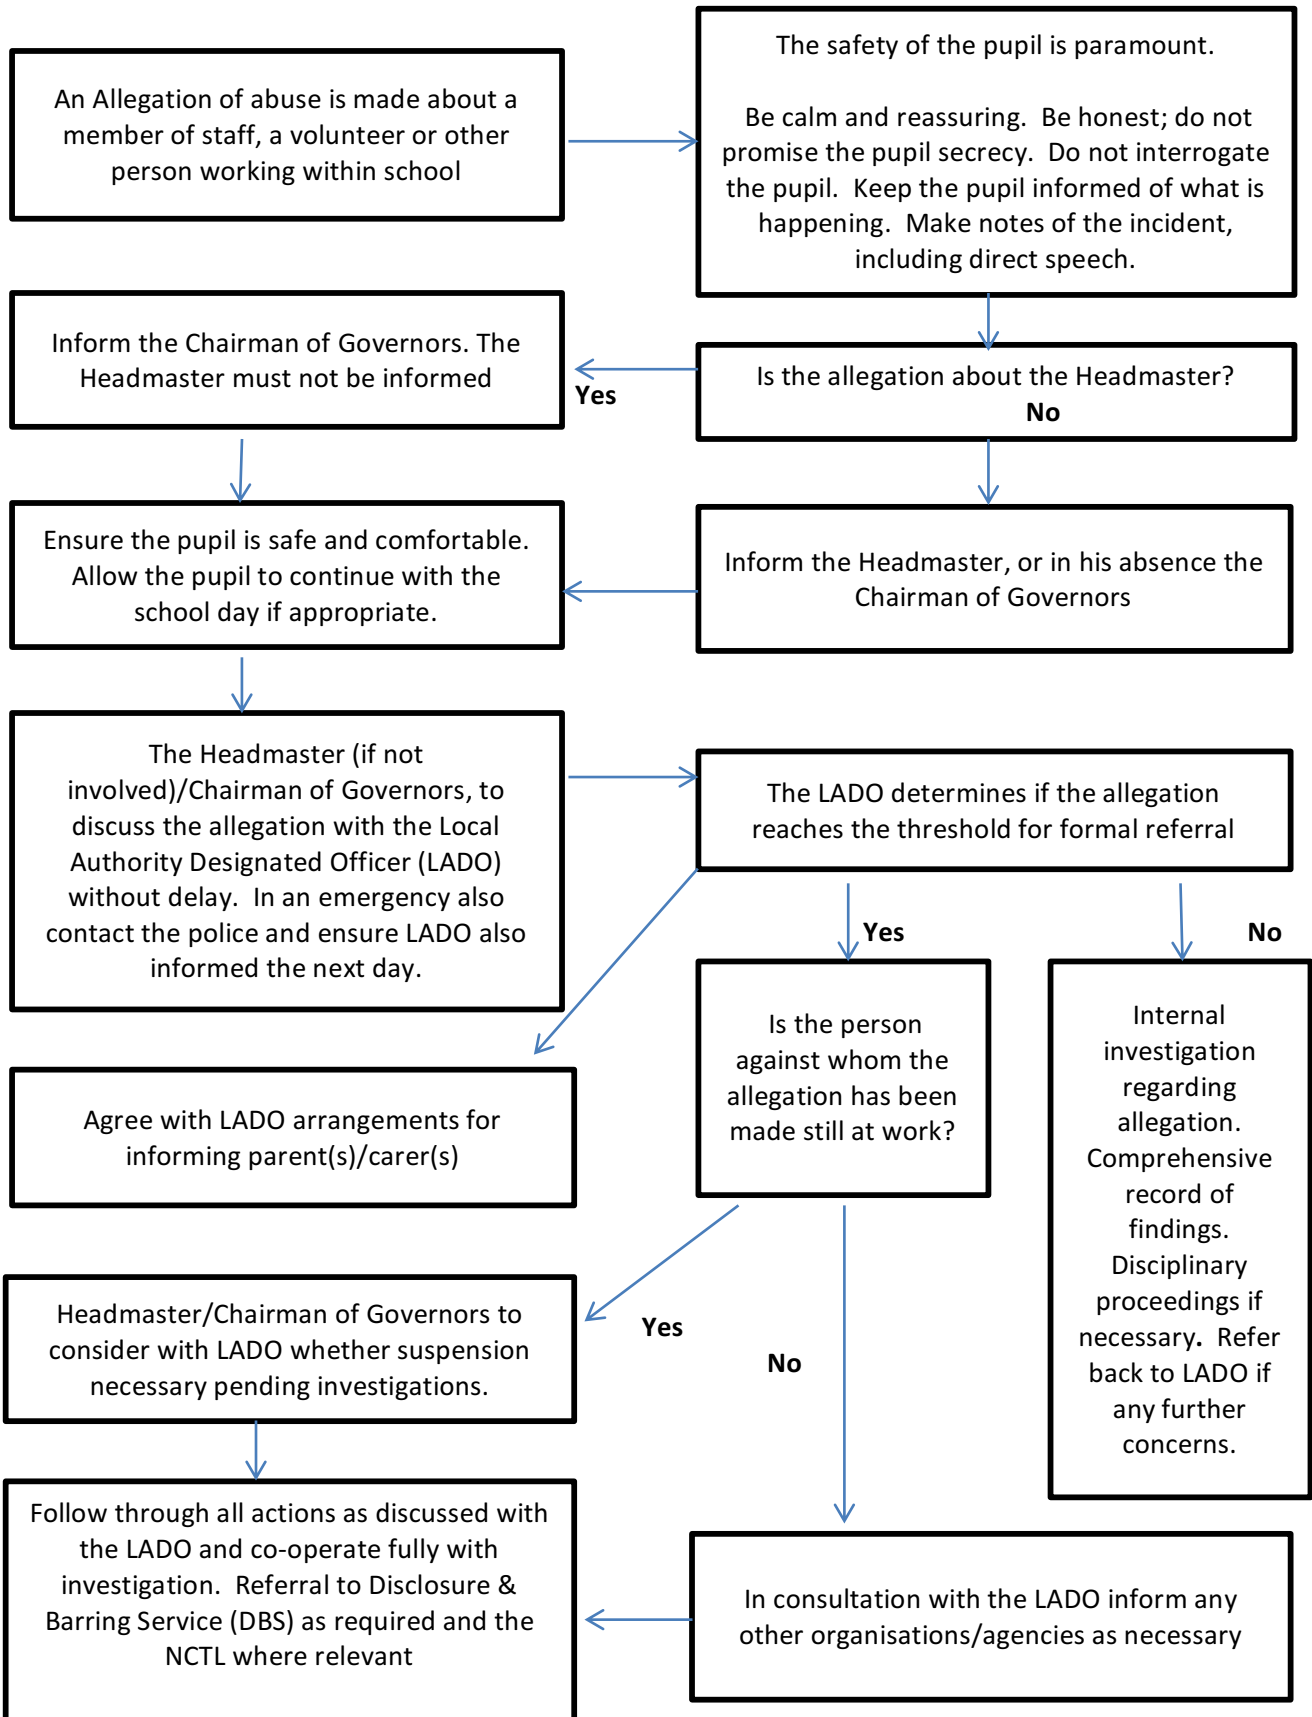 An Allegation of abuse is made about a
member of staff, a volunteer or other
person working within school
The safety of the pupil is paramount.
Be calm and reassuring.  Be honest; do not
promise the pupil secrecy.  Do not interrogate
the pupil.  Keep the pupil informed of what is
happening.  Make notes of the incident,
including direct speech.
Is the allegation about the Headmaster?
No
Yes
Inform the Chairman of Governors. The
Headmaster must not be informed
Inform the Headmaster, or in his absence the
Chairman of Governors
Ensure the pupil is safe and comfortable.
Allow the pupil to continue with the
school day if appropriate.
The Headmaster (if not
involved)/Chairman of Governors, to
discuss the allegation with the Local
Authority Designated Officer (LADO)
without delay.  In an emergency also
contact the police and ensure LADO also
informed the next day.
The LADO determines if the allegation
reaches the threshold for formal referral
Agree with LADO arrangements for
informing parent(s)/carer(s)
Yes
No
Is the person
against whom the
allegation has been
made still at work?
Internal
investigation
regarding
allegation.
Comprehensive
record of
findings.
Disciplinary
proceedings if
necessary.  Refer
back to LADO if
any further
concerns.
Yes
No
Headmaster/Chairman of Governors to
consider with LADO whether suspension
necessary pending investigations.
In consultation with the LADO inform any
other organisations/agencies as necessary
Follow through all actions as discussed with
the LADO and co-operate fully with
investigation.  Referral to Disclosure &
Barring Service (DBS) as required and the
NCTL where relevant